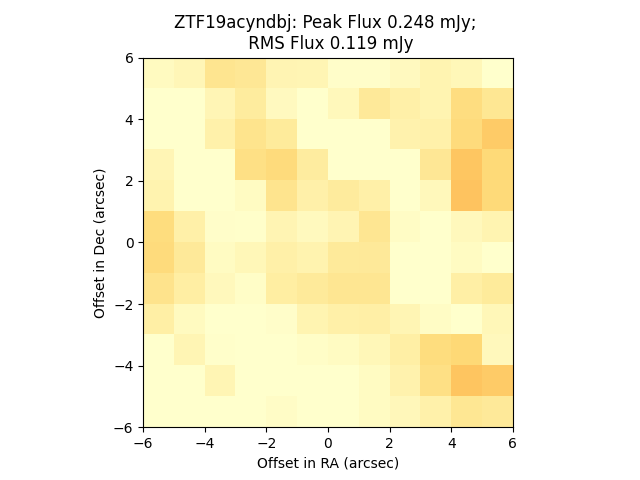 ZTF19acyndbj: Peak Flux 0.248 mJy;
RMS Flux 0.119 mJy
6
4
2
0
−2
−4
−6
Offset in Dec (arcsec)
−6 −4 −2 0 2 4 6
Offset in RA (arcsec)